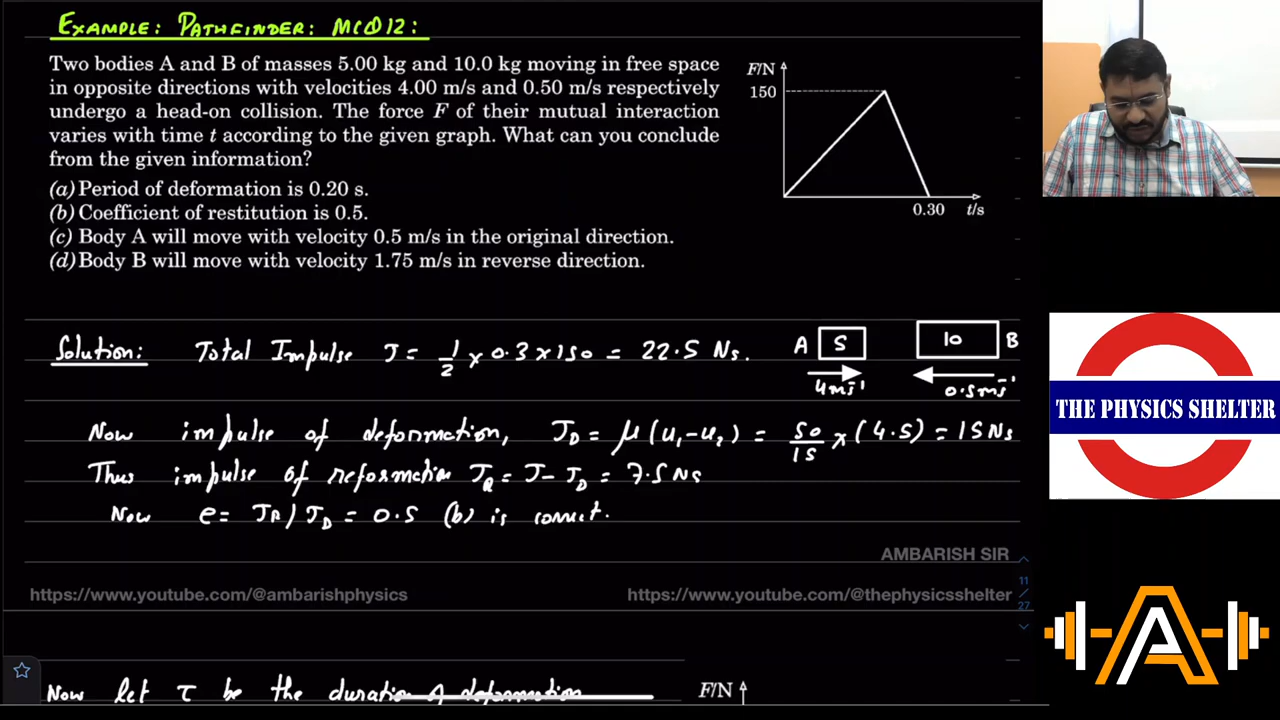 EXAMPLE: PATHFINDER: MCQ 12:
Two bodies A and B of masses 5.00 kg and 10.0 kg moving in free space
in opposite directions with velocities 4.00 m/s and 0.50 m/s respectively
undergo a head-on collision. The force F of their mutual interaction
varies with time t according to the given graph. What can you conclude
from the given information?
(a) Period of deformation is 0.20 s.
(b) Coefficient of restitution is 0.5.
(c) Body A will move with velocity 0.5 m/s in the original direction.
(d) Body B will move with velocity 1.75 m/s in reverse direction.
F/N
150
0.30 t/s
Solution: Total Impulse J = 1/2 × 0.3 × 150 = 22.5 Ns.
A 5 10 B
4ms⁻¹ 0.5ms⁻¹
Now impulse of deformation, J_D = μ(u₁-u₂) = 50/15 × (4.5) = 15 Ns
Thus impulse of reformation J_R = J - J_D = 7.5 Ns
Now e = J_R / J_D = 0.5 (b) is correct.
AMBARISH SIR
https://www.youtube.com/@ambarishphysics
https://www.youtube.com/@thephysicsshelter
11
/
27
Now let τ be the duration of deformation
F/N
THE PHYSICS SHELTER
A